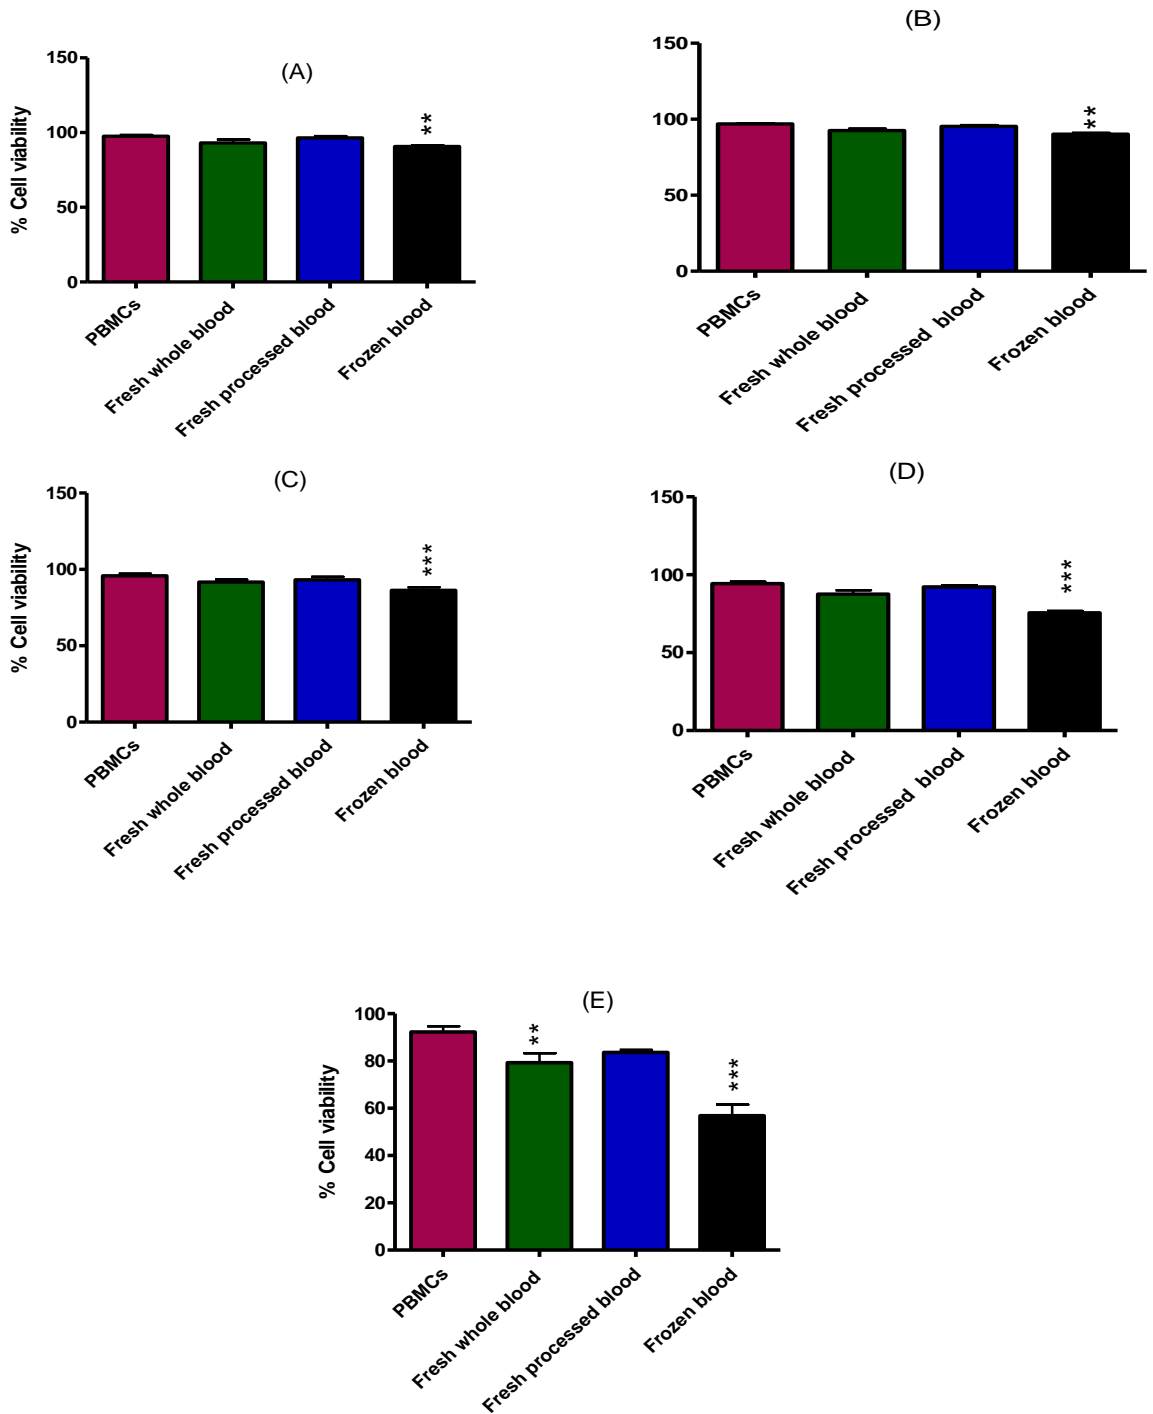 (A)
% Cell viability
150
100
50
0
**
PBMCs
Fresh whole blood
Fresh processed blood
Frozen blood
(B)
150
100
50
0
**
PBMCs
Fresh whole blood
Fresh processed blood
Frozen blood
(C)
% Cell viability
150
100
50
0
***
PBMCs
Fresh whole blood
Fresh processed blood
Frozen blood
(D)
150
100
50
0
***
PBMCs
Fresh whole blood
Fresh processed blood
Frozen blood
(E)
% Cell viability
100
80
60
40
20
0
**
***
PBMCs
Fresh whole blood
Fresh processed blood
Frozen blood